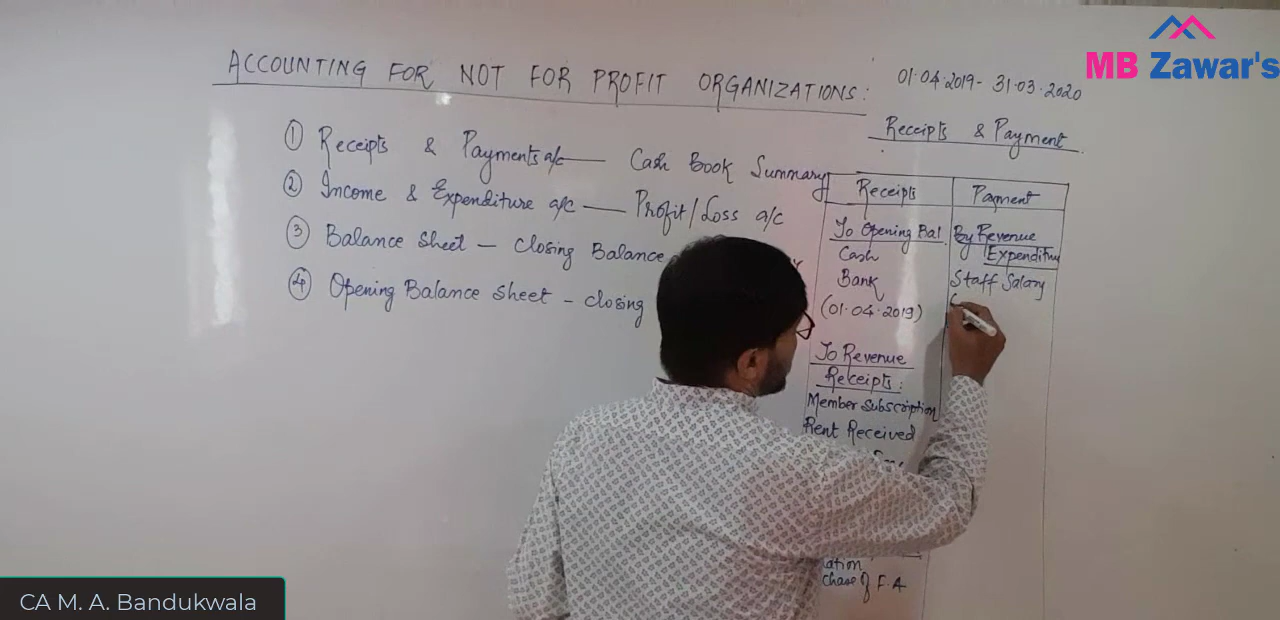 MB Zawar's
ACCOUNTING FOR NOT FOR PROFIT ORGANIZATIONS:
01.04.2019 - 31.03.2020
① Receipts & Payments a/c — Cash Book Summary
② Income & Expenditure a/c — Profit/Loss a/c
③ Balance Sheet - Closing Balance
④ Opening Balance Sheet - Closing
Receipts & Payment
Receipts
To Opening Bal.
Cash
Bank
(01.04.2019)
To Revenue
Receipts:
Member Subscription
Rent Received
of F.A
Payment
By Revenue
Expenditure
Staff Salary
CA M. A. Bandukwala